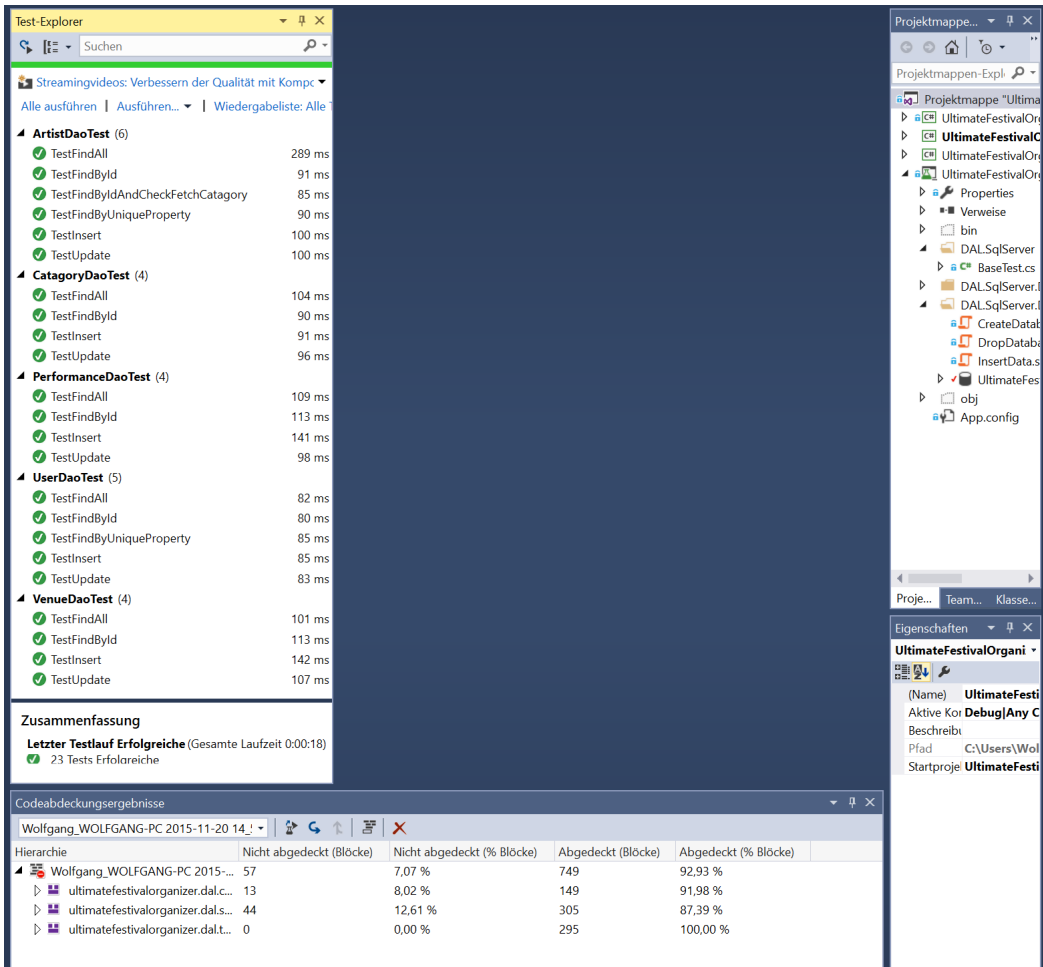 Test-Explorer
Suchen
Streamingvideos: Verbessern der Qualität mit Kompc
Alle ausführen | Ausführen... | Wiedergabeliste: Alle T
ArtistDaoTest (6)
TestFindAll 289 ms
TestFindById 91 ms
TestFindByIdAndCheckFetchCatagory 85 ms
TestFindByUniqueProperty 90 ms
TestInsert 100 ms
TestUpdate 100 ms
CatagoryDaoTest (4)
TestFindAll 104 ms
TestFindById 90 ms
TestInsert 91 ms
TestUpdate 96 ms
PerformanceDaoTest (4)
TestFindAll 109 ms
TestFindById 113 ms
TestInsert 141 ms
TestUpdate 98 ms
UserDaoTest (5)
TestFindAll 82 ms
TestFindById 80 ms
TestFindByUniqueProperty 85 ms
TestInsert 85 ms
TestUpdate 83 ms
VenueDaoTest (4)
TestFindAll 101 ms
TestFindById 113 ms
TestInsert 142 ms
TestUpdate 107 ms
Zusammenfassung
Letzter Testlauf Erfolgreiche (Gesamte Laufzeit 0:00:18)
23 Tests Erfolgreiche
Codeabdeckungsergebnisse
Wolfgang_WOLFGANG-PC 2015-11-20 14_
Hierarchie Nicht abgedeckt (Blöcke) Nicht abgedeckt (% Blöcke) Abgedeckt (Blöcke) Abgedeckt (% Blöcke)
Wolfgang_WOLFGANG-PC 2015-... 57 7,07 % 749 92,93 %
ultimatefestivalorganizer.dal.c... 13 8,02 % 149 91,98 %
ultimatefestivalorganizer.dal.s... 44 12,61 % 305 87,39 %
ultimatefestivalorganizer.dal.t... 0 0,00 % 295 100,00 %
Projektmappe...
Projektmappen-Expl
Projektmappe "Ultima
C# UltimateFestivalOrg
C# UltimateFestivalO
C# UltimateFestivalOrg
UltimateFestivalOrg
Properties
Verweise
bin
DAL.SqlServer
C# BaseTest.cs
DAL.SqlServer.D
DAL.SqlServer.D
CreateDatab
DropDataba
InsertData.s
UltimateFes
obj
App.config
Proje... Team... Klasse...
Eigenschaften
UltimateFestivalOrgani
(Name) UltimateFesti
Aktive Kon Debug|Any C
Beschreibu
Pfad C:\Users\Wol
Startprojel UltimateFesti